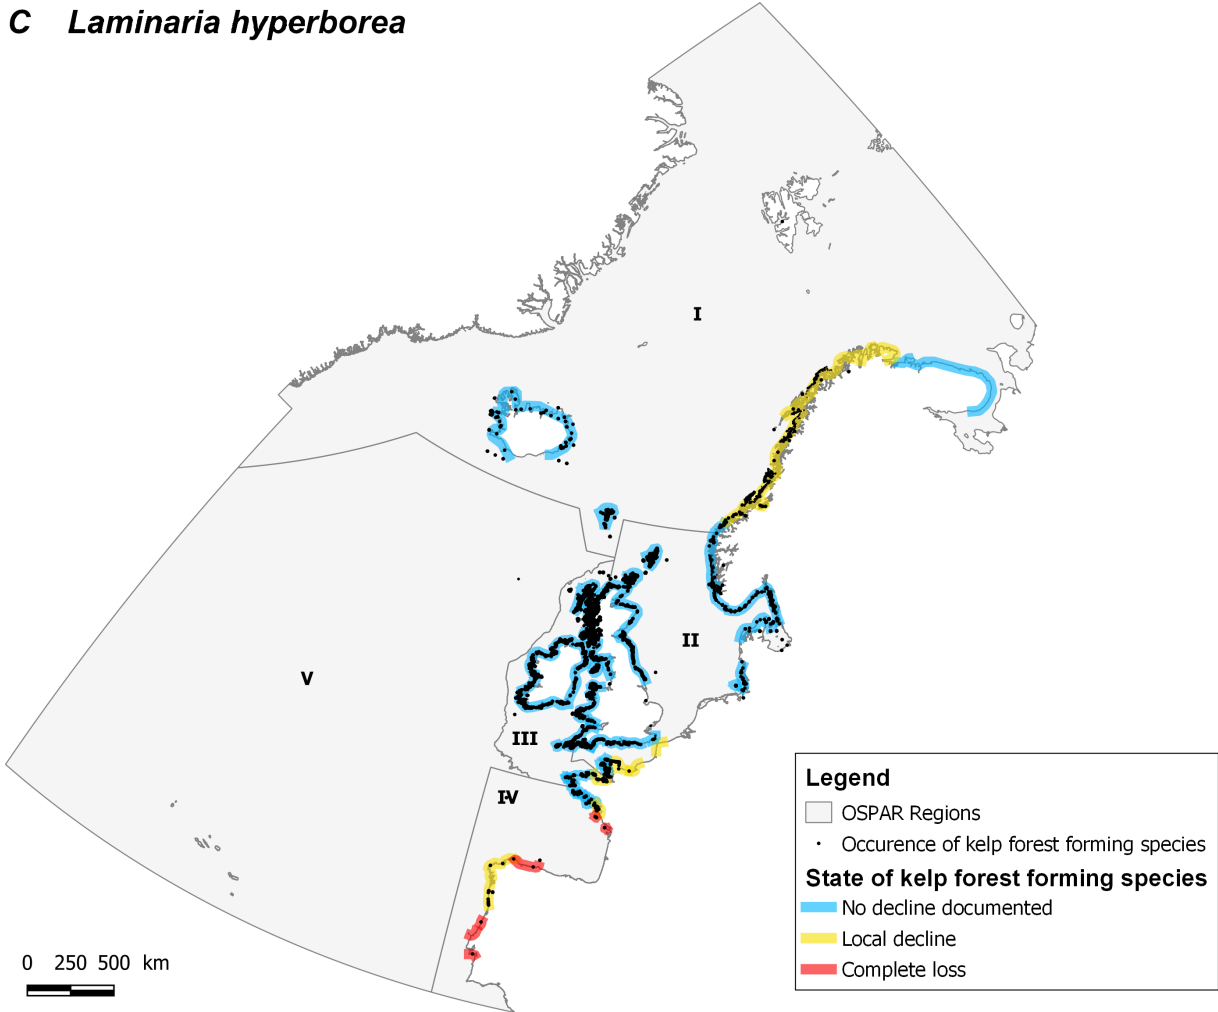 C Laminaria hyperborea
I
II
V
III
IV
Legend
OSPAR Regions
Occurence of kelp forest forming species
State of kelp forest forming species
No decline documented
Local decline
Complete loss
0 250 500 km